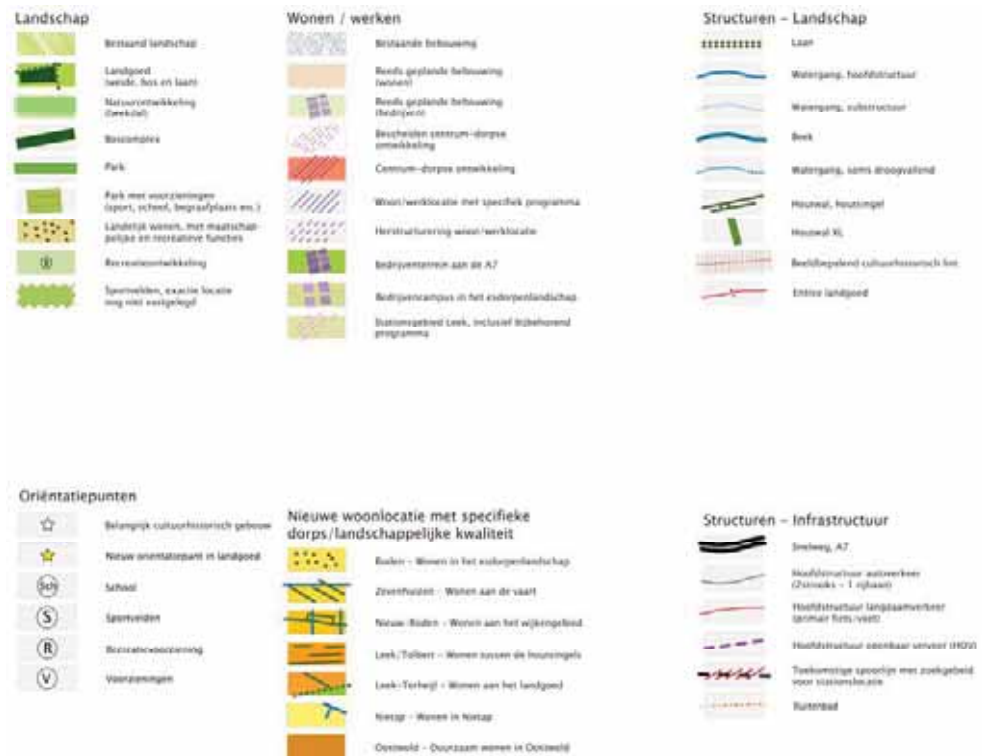 Landschap
Bestaand landschap
Landgoed
(weide, bos en laan)
Natuurontwikkeling
(beekdal)
Boscomplex
Park
Park met voorzieningen
(sport, school, begraafplaats enz.)
Landelijk wonen, met maatschap-
pelijke en recreatieve functies
Recreatieontwikkeling
Sportvelden, exacte locatie
nog niet vastgelegd
Wonen / werken
Bestaande bebouwing
Reeds geplande bebouwing
(wonen)
Reeds geplande bebouwing
(bedrijven)
Bescheiden centrum-dorpse
ontwikkeling
Centrum-dorpse ontwikkeling
Woon/werklocatie met specifiek programma
Herstructurering woon/werklocatie
Bedrijventerrein aan de A7
Bedrijvencampus in het esdorpenlandschap
Stationsgebied Leek, inclusief bijbehorend
programma
Structuren - Landschap
Laan
Watergang, hoofdstructuur
Watergang, substructuur
Beek
Watergang, soms droogvallend
Houtwal, houtsingel
Houtwal XL
Beeldbepalend cultuurhistorisch lint
Entree landgoed
Oriëntatiepunten
Belangrijk cultuurhistorisch gebouw
Nieuw orientatiepunt in landgoed
Sch
School
S
Sportvelden
R
Recreatievoorziening
V
Voorzieningen
Nieuwe woonlocatie met specifieke
dorps/landschappelijke kwaliteit
Roden - Wonen in het esdorpenlandschap
Zevenhuizen - Wonen aan de vaart
Nieuw-Roden - Wonen aan het wijkengebied
Leek/Tolbert - Wonen tussen de houtsingels
Leek-Terheijl - Wonen aan het landgoed
Nietap - Wonen in Nietap
Oostwold - Duurzaam wonen in Oostwold
Structuren - Infrastructuur
Snelweg, A7
Hoofdstructuur autoverkeer
(2strooks - 1 rijbaan)
Hoofdstructuur langzaamverkeer
(primair fiets/voet)
Hoofdstructuur openbaar vervoer (HOV)
Toekomstige spoorlijn met zoekgebied
voor stationslocatie
Ruiterpad